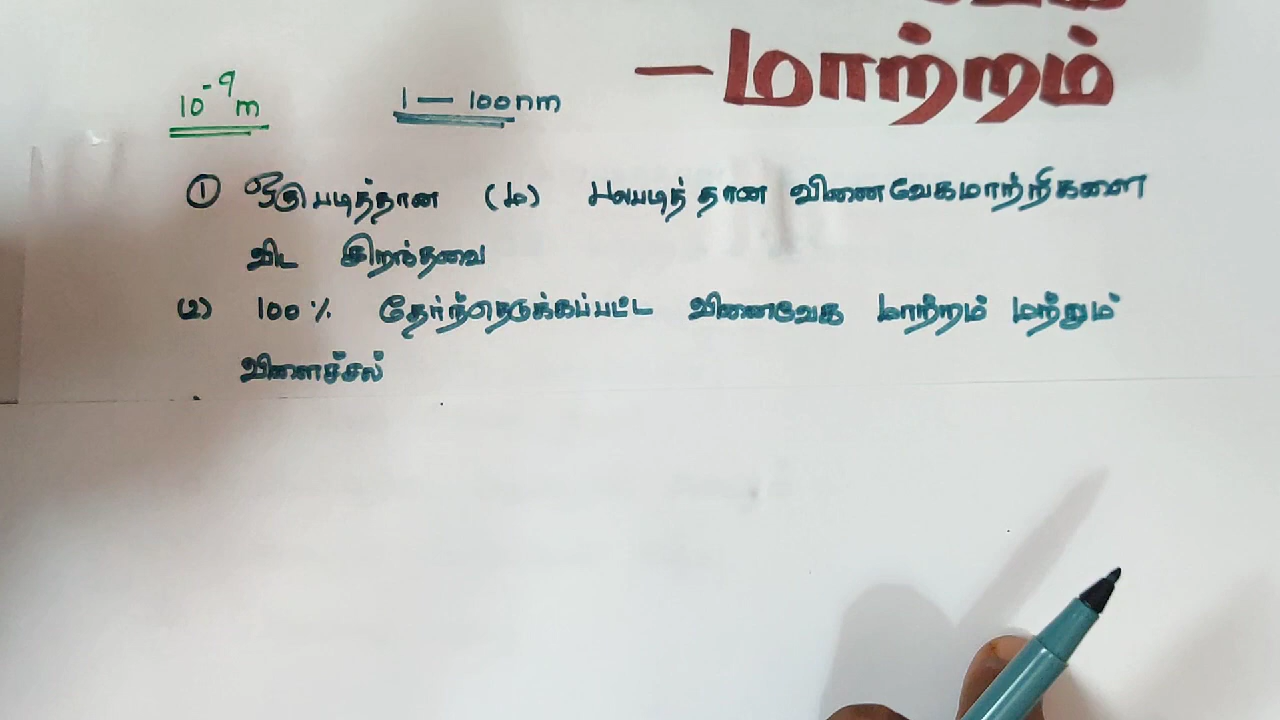 – மாற்றம்
10⁻⁹m 1 — 100nm
① ஒருபடித்தான (ம) பலபடித்தான வினைவேகமாற்றிகளை
விட சிறந்தவை
(2) 100% தேர்ந்தெடுக்கப்பட்ட வினைவேக மாற்றம் மற்றும்
விளைச்சல்